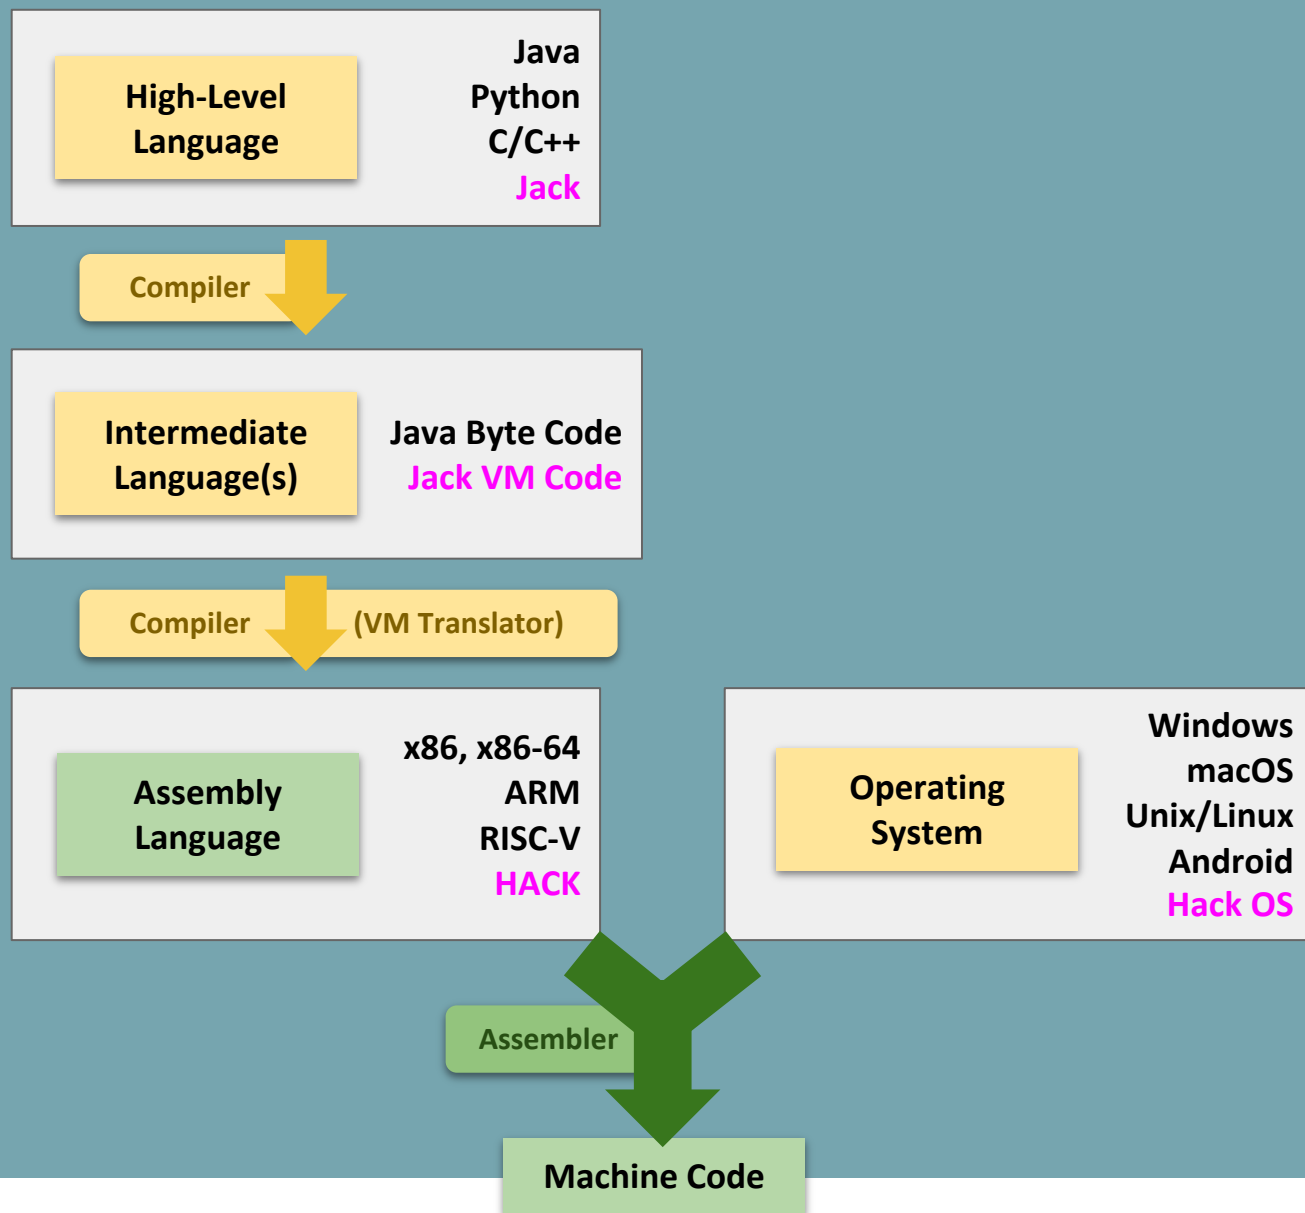 High-Level
Language
Java
Python
C/C++
Jack
Compiler
Intermediate
Language(s)
Java Byte Code
Jack VM Code
Compiler (VM Translator)
Assembly
Language
x86, x86-64
ARM
RISC-V
HACK
Operating
System
Windows
macOS
Unix/Linux
Android
Hack OS
Assembler
Machine Code